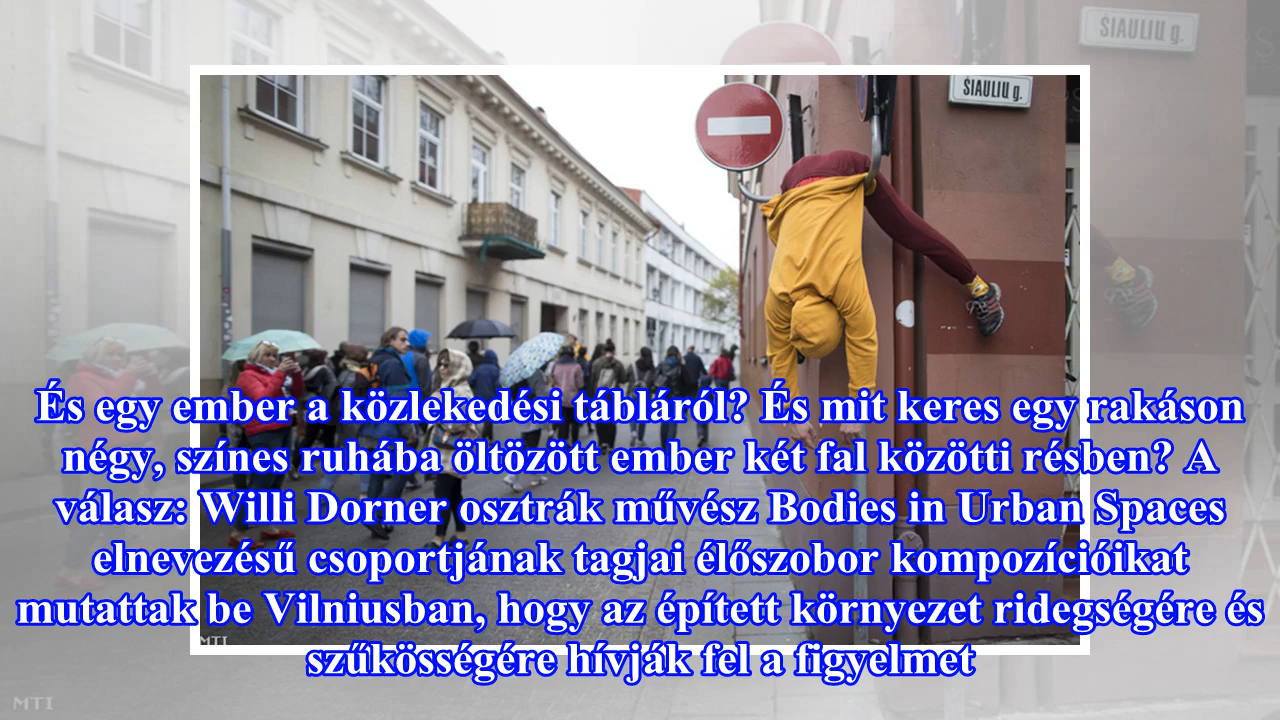 ŠIAULIŲ g.
ŠIAULIŲ g.
És egy ember a közlekedési tábláról? És mit keres egy rakáson
négy, színes ruhába öltözött ember két fal közötti résben? A
válasz: Willi Dorner osztrák művész Bodies in Urban Spaces
elnevezésű csoportjának tagjai élőszobor kompozícióikat
mutattak be Vilniusban, hogy az épített környezet ridegségére és
szűkösségére hívják fel a figyelmet
MTI
MTI